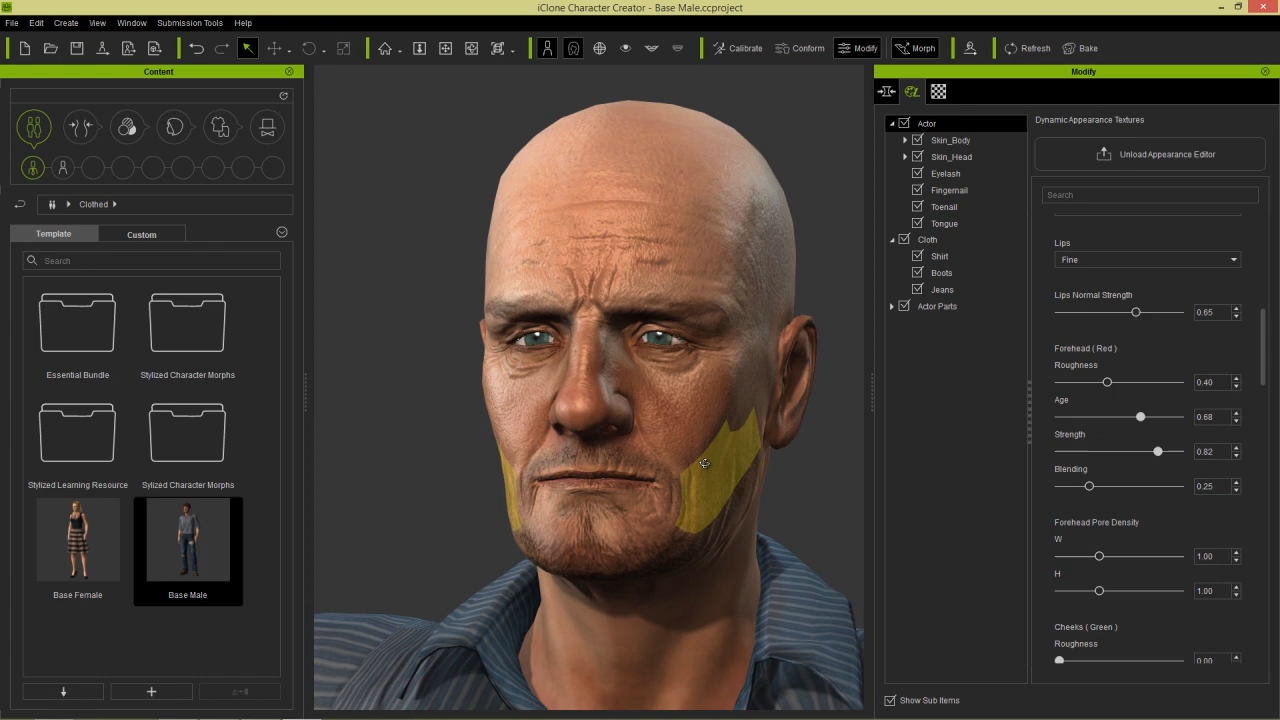 iClone Character Creator - Base Male.ccproject
File Edit Create View Window Submission Tools Help
Calibrate Conform Modify Morph Refresh Bake
Content
Clothed
Template Custom
Search
Essential Bundle Stylized Character Morphs
Stylized Learning Resource Sylized Character Morphs
Base Female Base Male
Modify
Actor
Skin_Body
Skin_Head
Eyelash
Fingernail
Toenail
Tongue
Cloth
Shirt
Boots
Jeans
Actor Parts
Show Sub Items
Dynamic Appearance Textures
Unload Appearance Editor
Search
Lips
Fine
Lips Normal Strength
0.65
Forehead ( Red )
Roughness
0.40
Age
0.68
Strength
0.82
Blending
0.25
Forehead Pore Density
W
1.00
H
1.00
Cheeks ( Green )
Roughness
0.00